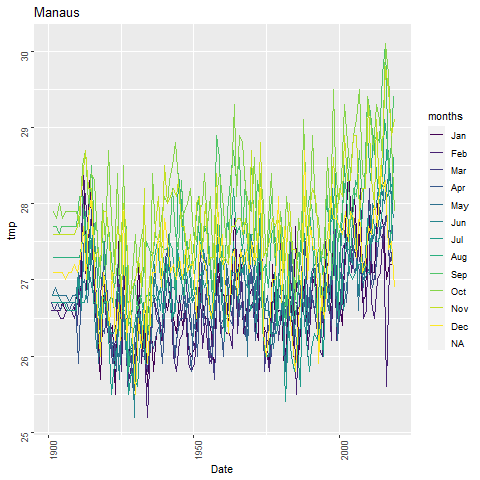 Manaus
30
29
28
27
26
25
tmp
1900
1950
2000
Date
months
Jan
Feb
Mar
Apr
May
Jun
Jul
Aug
Sep
Oct
Nov
Dec
NA